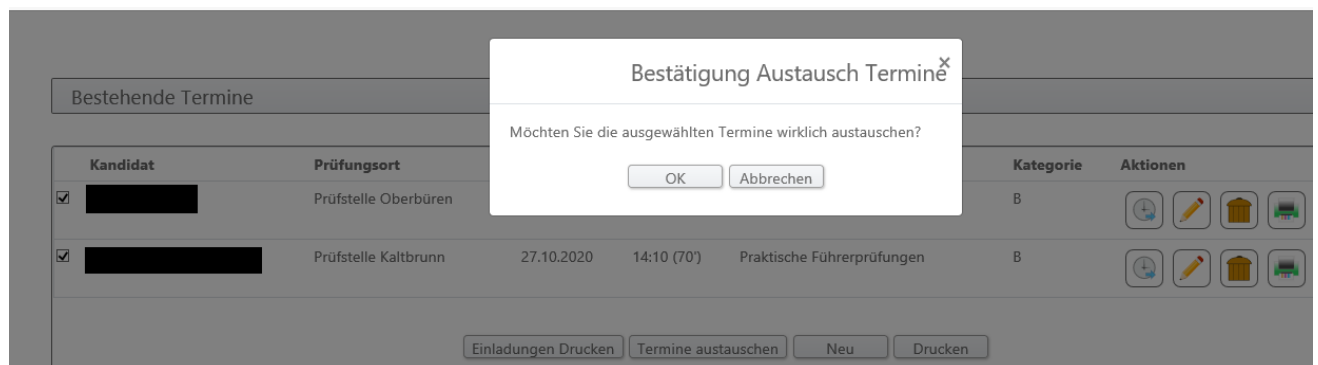 Bestätigung Austausch Termine
×
Möchten Sie die ausgewählten Termine wirklich austauschen?
OK Abbrechen
Bestehende Termine
Kandidat Prüfungsort Kategorie Aktionen
Prüfstelle Oberbüren B
Prüfstelle Kaltbrunn 27.10.2020 14:10 (70') Praktische Führerprüfungen B
Einladungen Drucken Termine austauschen Neu Drucken